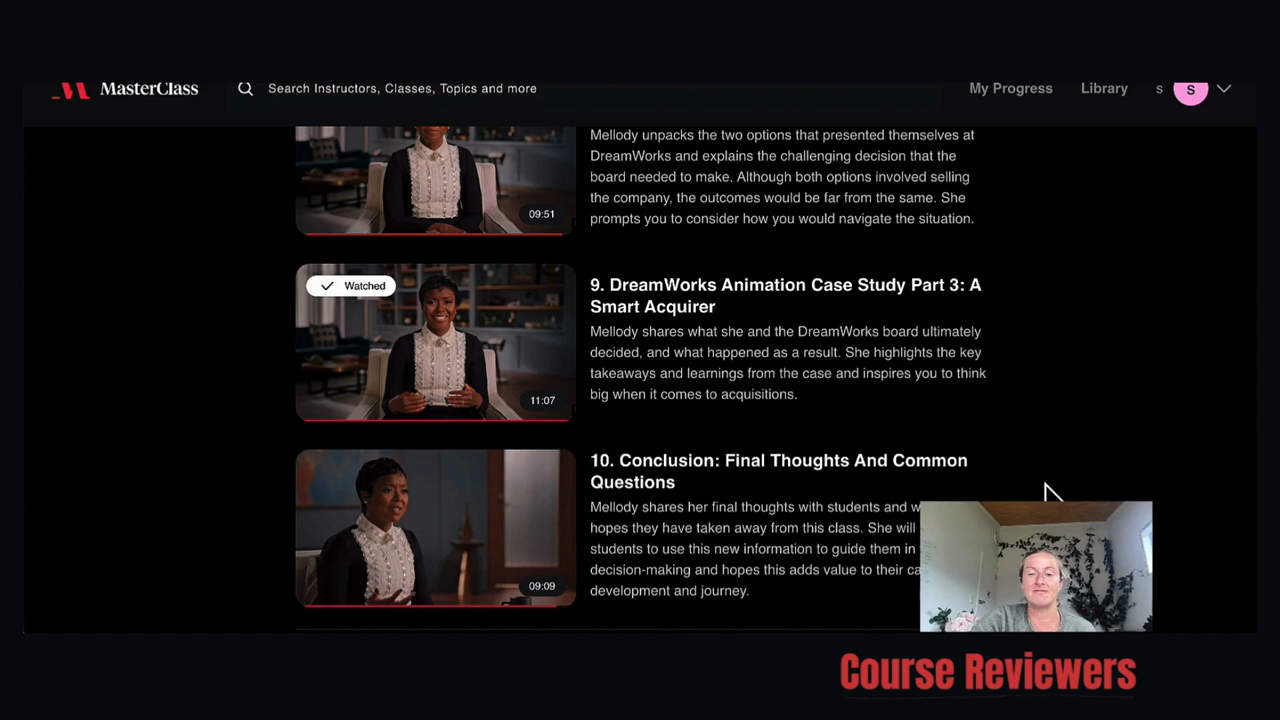 MasterClass
Search Instructors, Classes, Topics and more
My Progress
Library
s
S
Mellody unpacks the two options that presented themselves at
DreamWorks and explains the challenging decision that the
board needed to make. Although both options involved selling
the company, the outcomes would be far from the same. She
prompts you to consider how you would navigate the situation.
09:51
Watched
11:07
9. DreamWorks Animation Case Study Part 3: A
Smart Acquirer
Mellody shares what she and the DreamWorks board ultimately
decided, and what happened as a result. She highlights the key
takeaways and learnings from the case and inspires you to think
big when it comes to acquisitions.
09:09
10. Conclusion: Final Thoughts And Common
Questions
Mellody shares her final thoughts with students and w
hopes they have taken away from this class. She will
students to use this new information to guide them in
decision-making and hopes this adds value to their ca
development and journey.
Course Reviewers